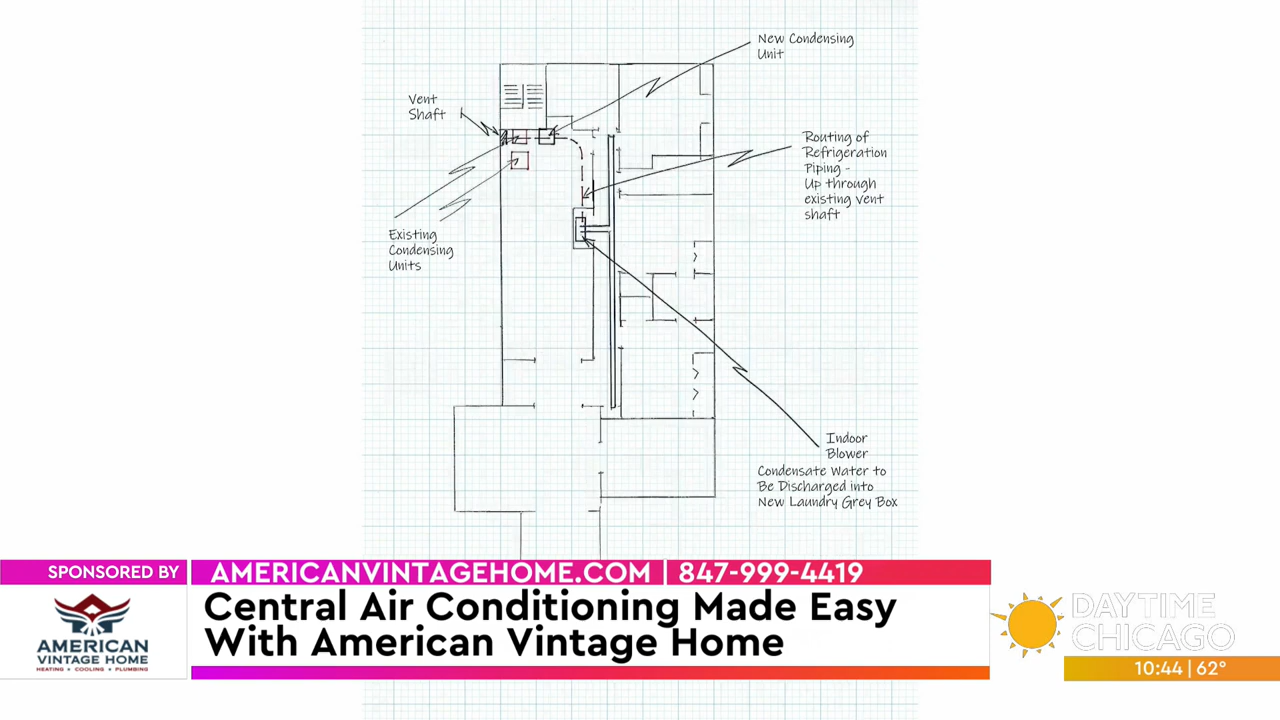 New Condensing
Unit
Vent
Shaft
Routing of
Refrigeration
Piping -
Up through
existing vent
shaft
Existing
Condensing
Units
Indoor
Blower
Condensate Water to
Be Discharged into
New Laundry Grey Box
SPONSORED BY
AMERICANVINTAGEHOME.COM | 847-999-4419
Central Air Conditioning Made Easy
With American Vintage Home
AMERICAN
VINTAGE HOME
HEATING • COOLING • PLUMBING
DAYTIME
CHICAGO
10:44 | 62°